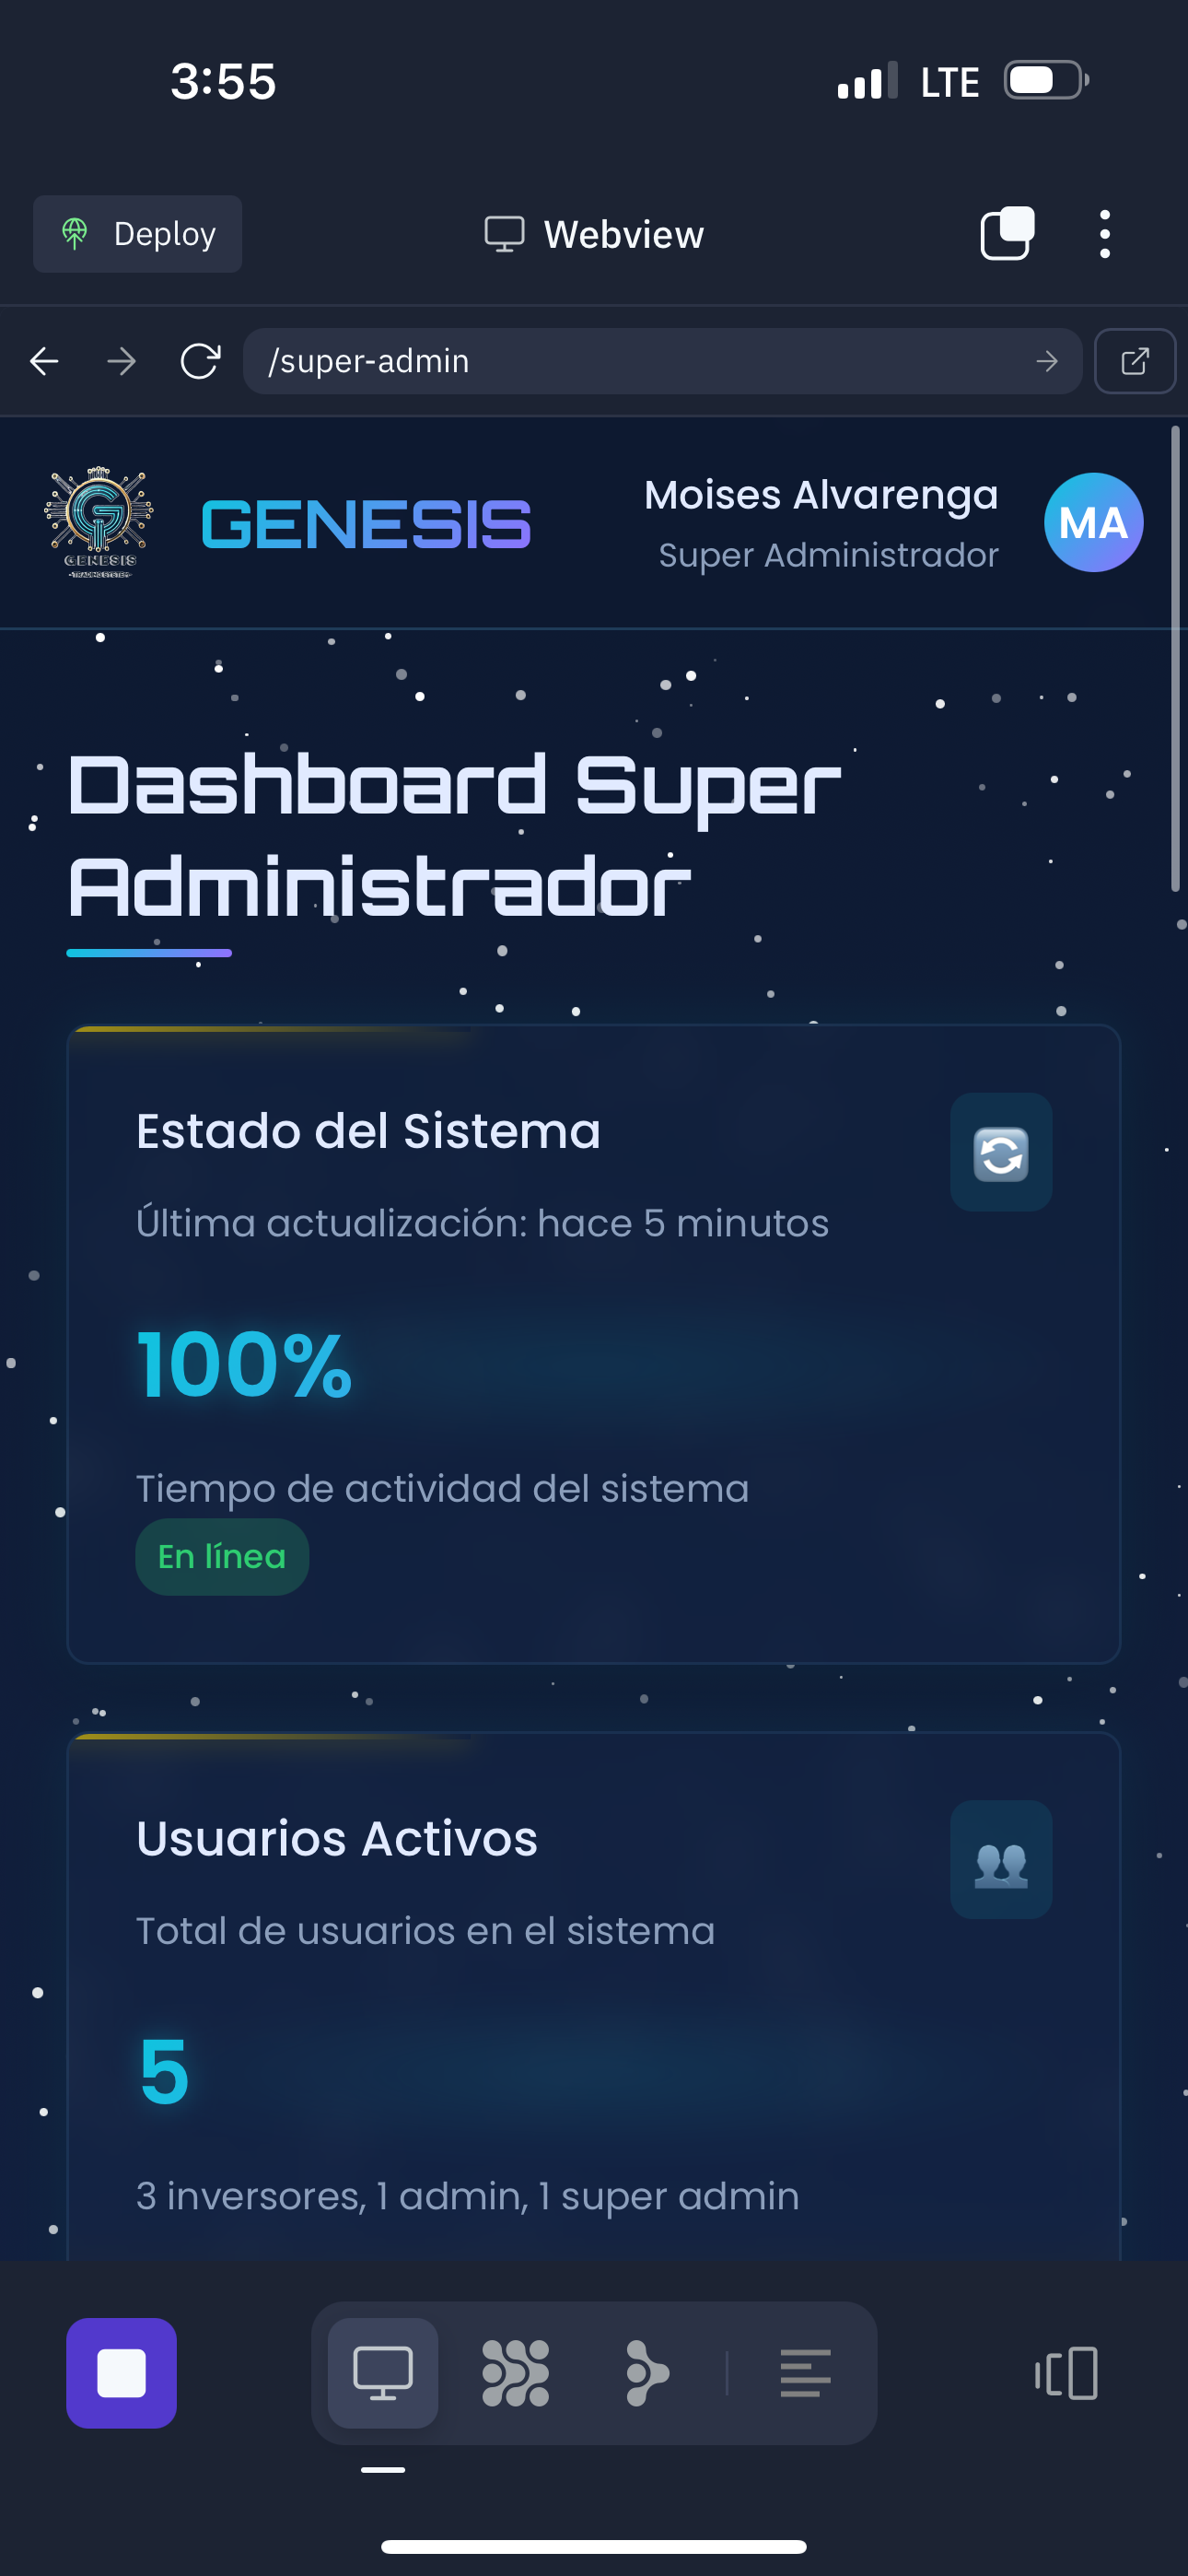 3:55
LTE
Deploy
Webview
/super-admin
GENESIS
-TRADING SYSTEM-
GENESIS
Moises Alvarenga
Super Administrador
MA
Dashboard Super
Administrador
Estado del Sistema
Última actualización: hace 5 minutos
100%
Tiempo de actividad del sistema
En línea
Usuarios Activos
Total de usuarios en el sistema
5
3 inversores, 1 admin, 1 super admin